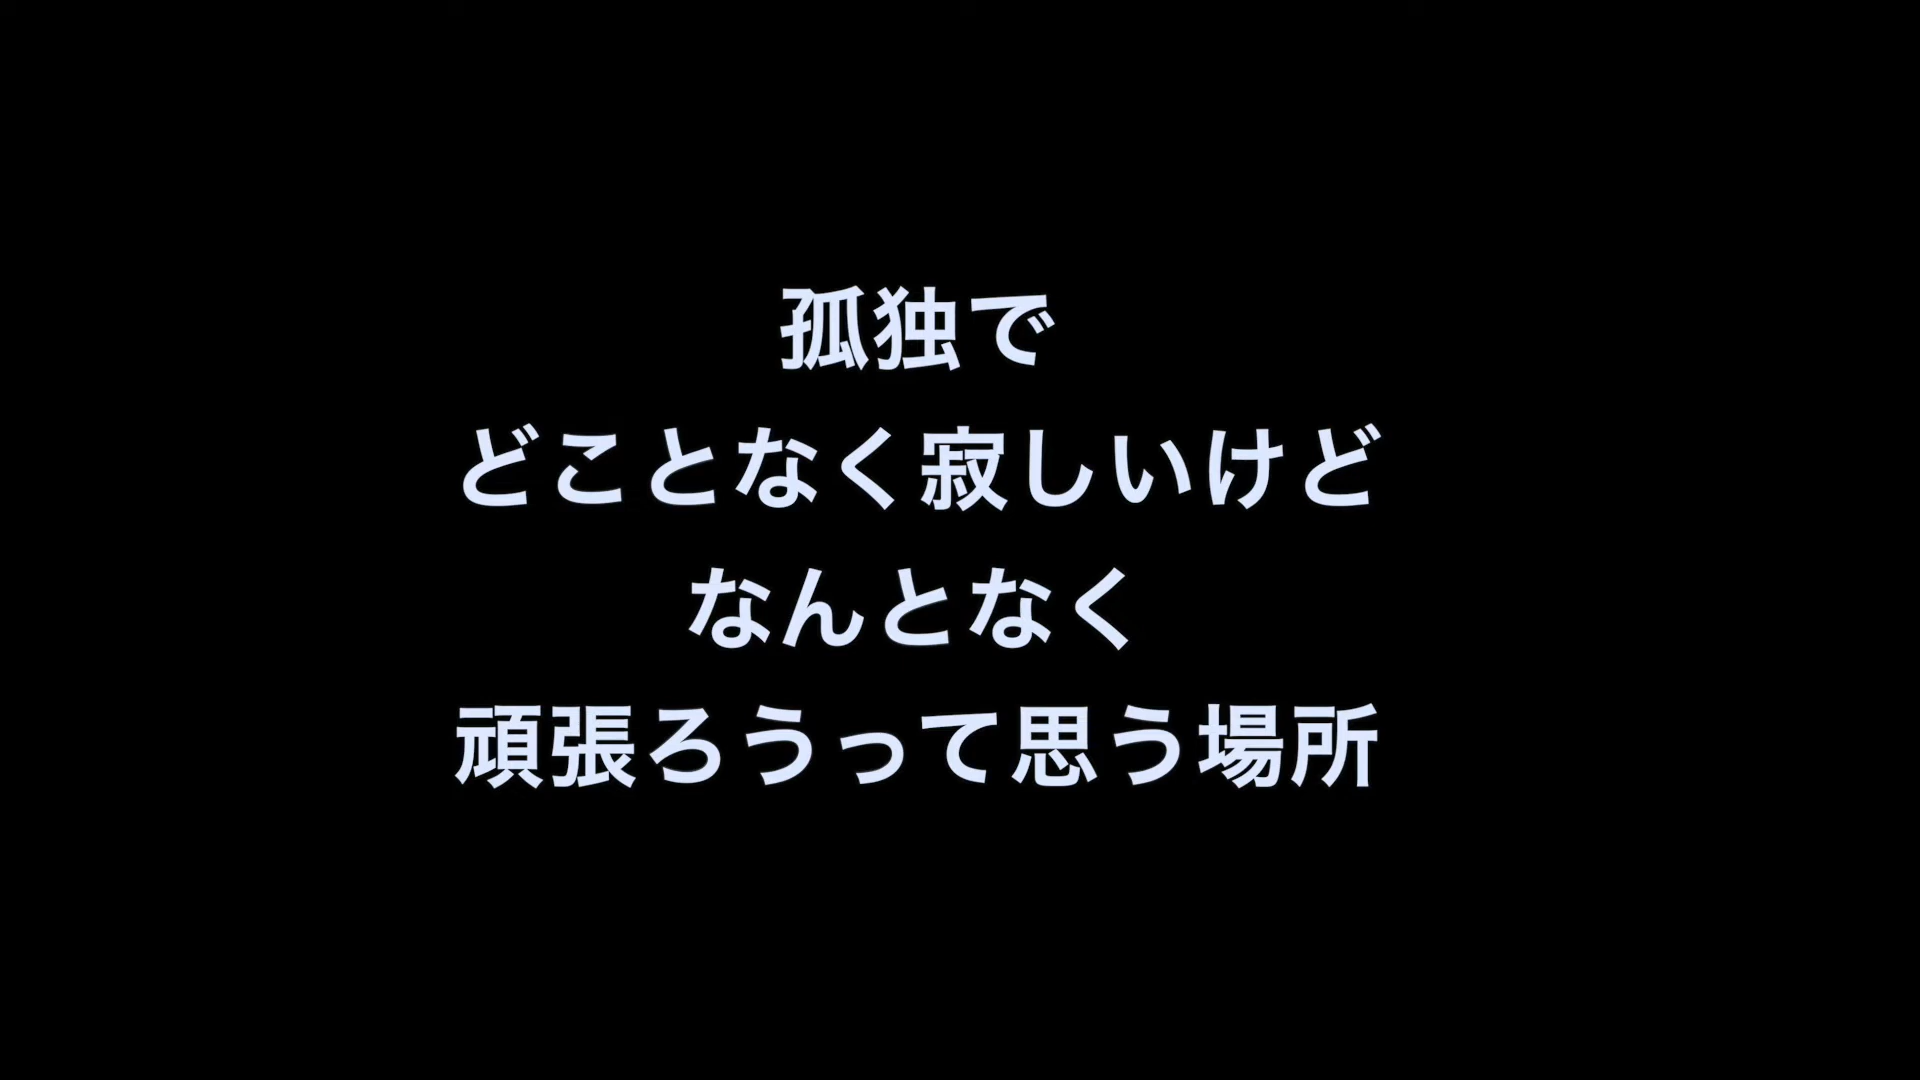 孤独で
どことなく寂しいけど
なんとなく
頑張ろうって思う場所